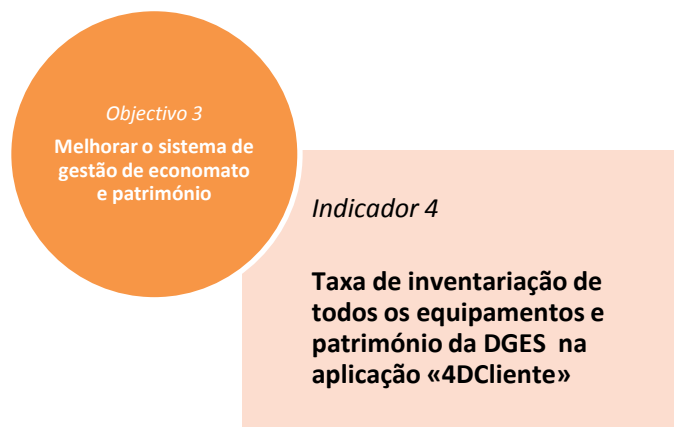 Objectivo 3
Melhorar o sistema de
gestão de economato
e património
Indicador 4
Taxa de inventariação de
todos os equipamentos e
património da DGES na
aplicação «4DCliente»